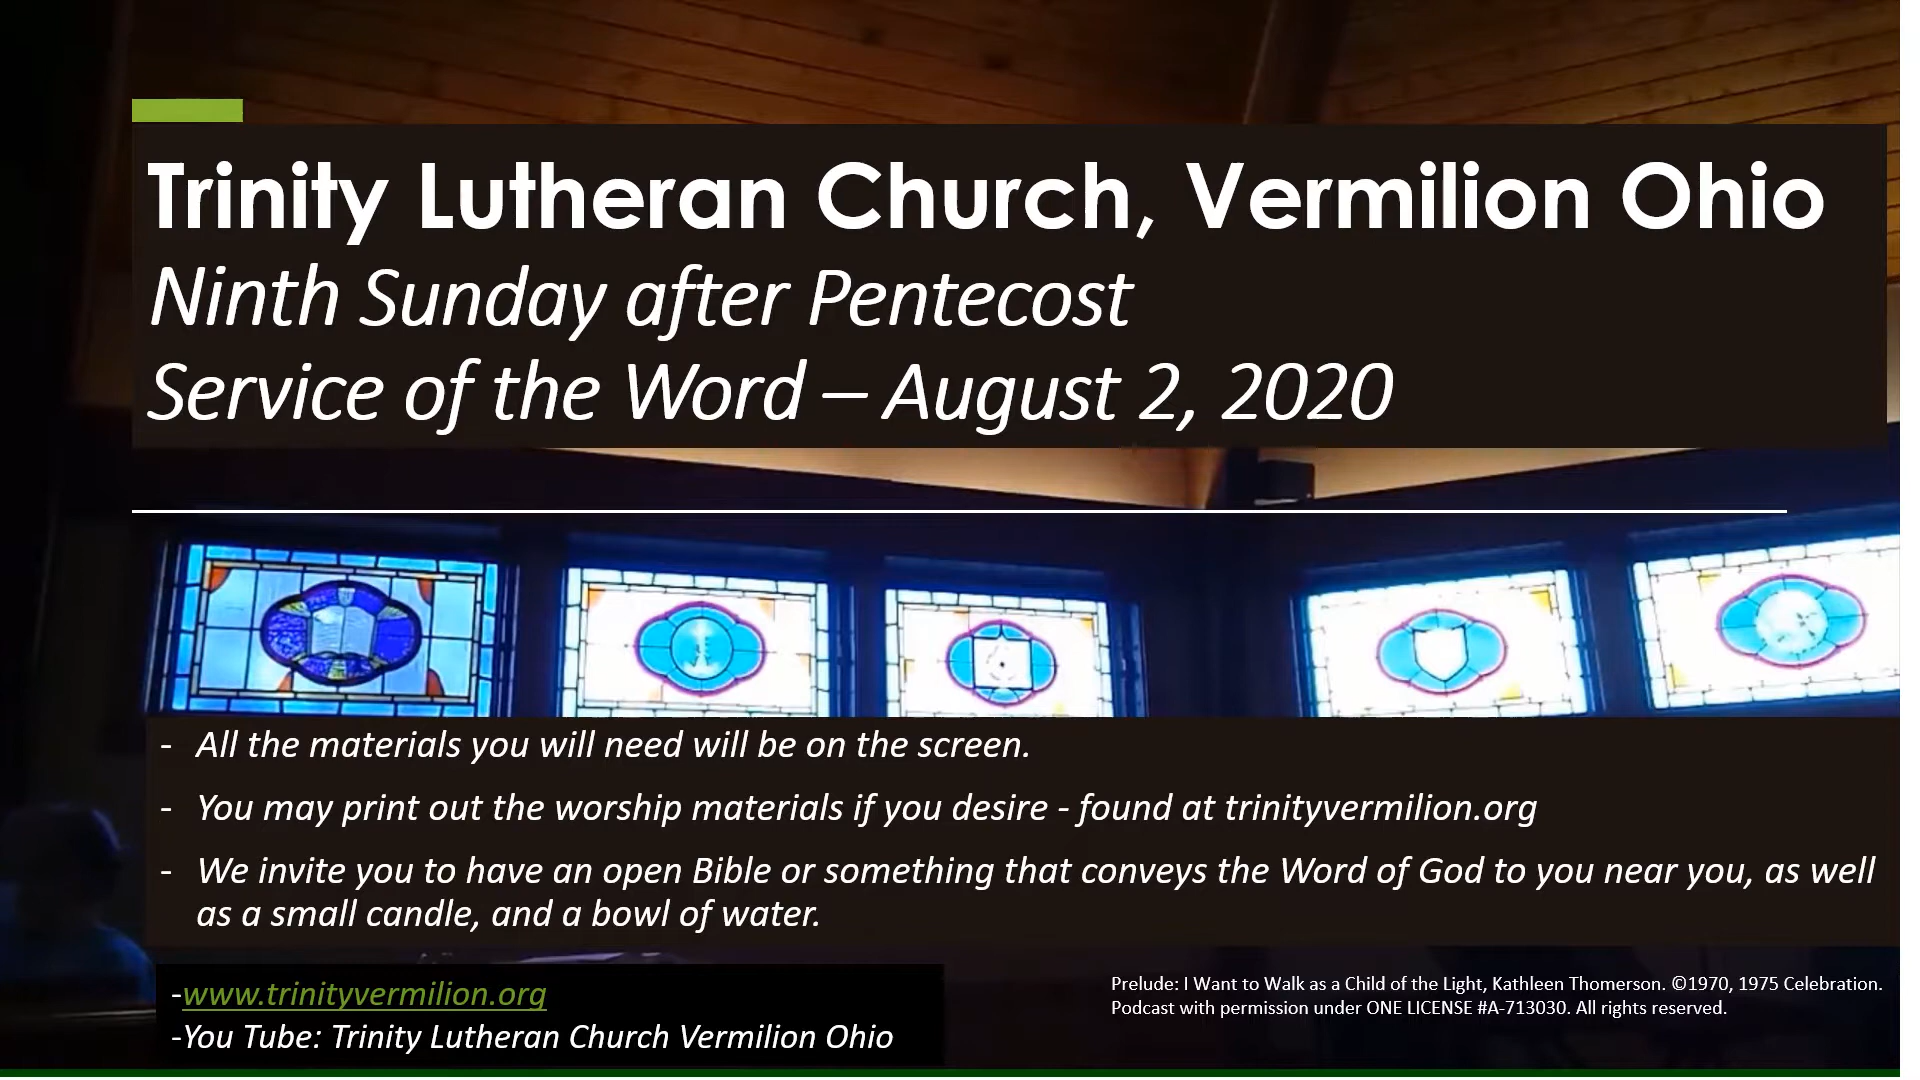 Trinity Lutheran Church, Vermilion Ohio
Ninth Sunday after Pentecost
Service of the Word – August 2, 2020
- All the materials you will need will be on the screen.
- You may print out the worship materials if you desire - found at trinityvermilion.org
- We invite you to have an open Bible or something that conveys the Word of God to you near you, as well
as a small candle, and a bowl of water.
-www.trinityvermilion.org
-You Tube: Trinity Lutheran Church Vermilion Ohio
Prelude: I Want to Walk as a Child of the Light, Kathleen Thomerson. ©1970, 1975 Celebration.
Podcast with permission under ONE LICENSE #A-713030. All rights reserved.